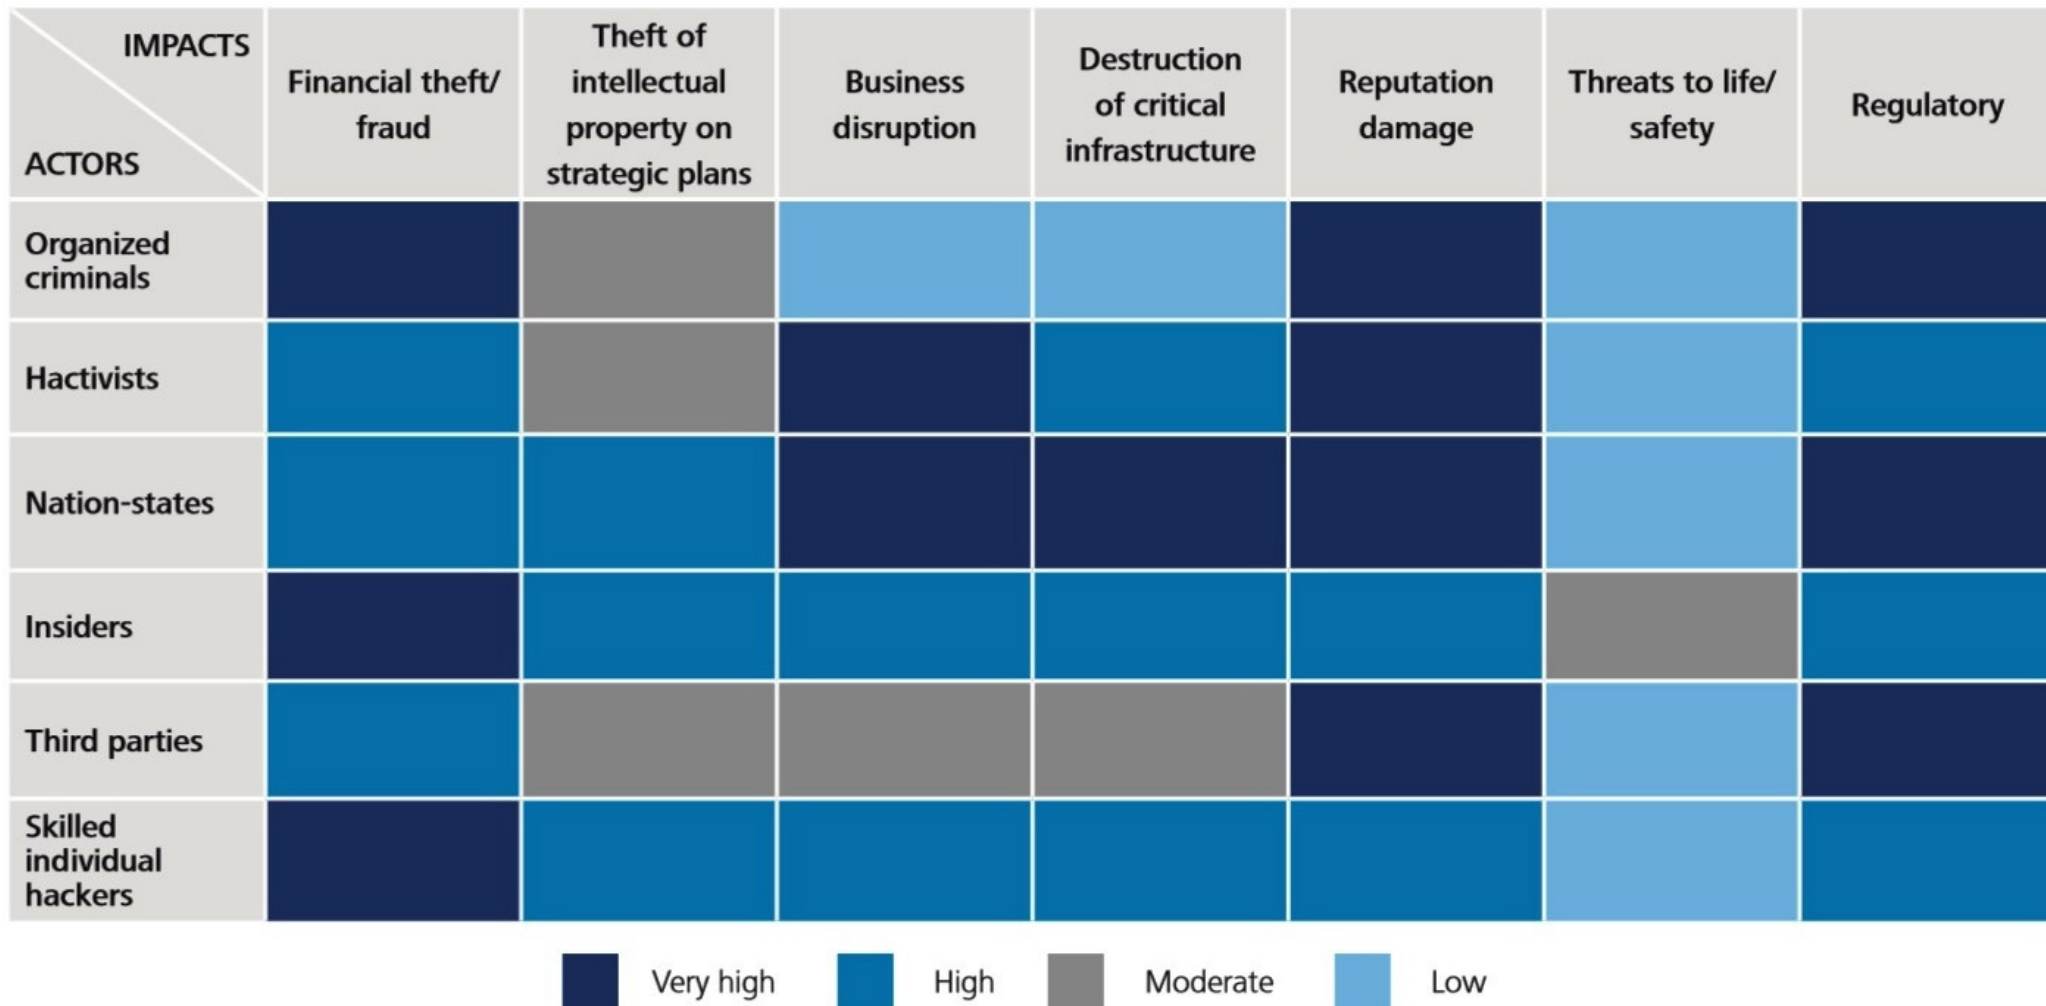 IMPACTS
ACTORS
Financial theft/
fraud
Theft of
intellectual
property on
strategic plans
Business
disruption
Destruction
of critical
infrastructure
Reputation
damage
Threats to life/
safety
Regulatory
Organized
criminals
Hactivists
Nation-states
Insiders
Third parties
Skilled
individual
hackers
Very high
High
Moderate
Low